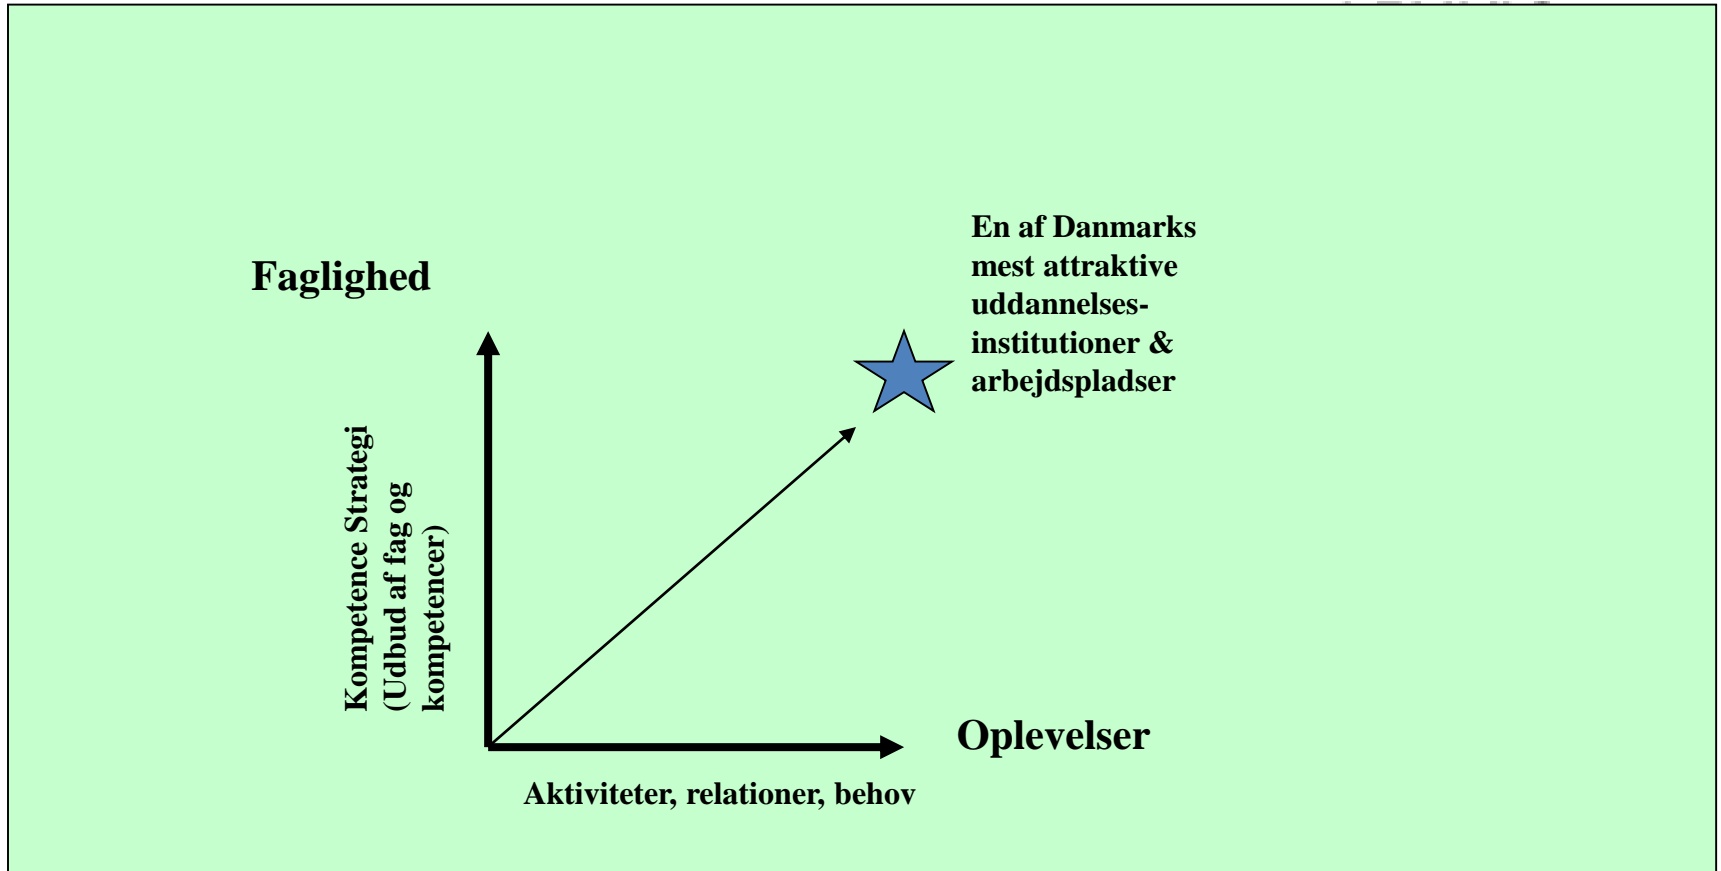 En af Danmarks
mest attraktive
uddannelses-
institutioner &
arbejdspladser
Faglighed
Kompetence Strategi
(Udbud af fag og
kompetencer)
Oplevelser
Aktiviteter, relationer, behov